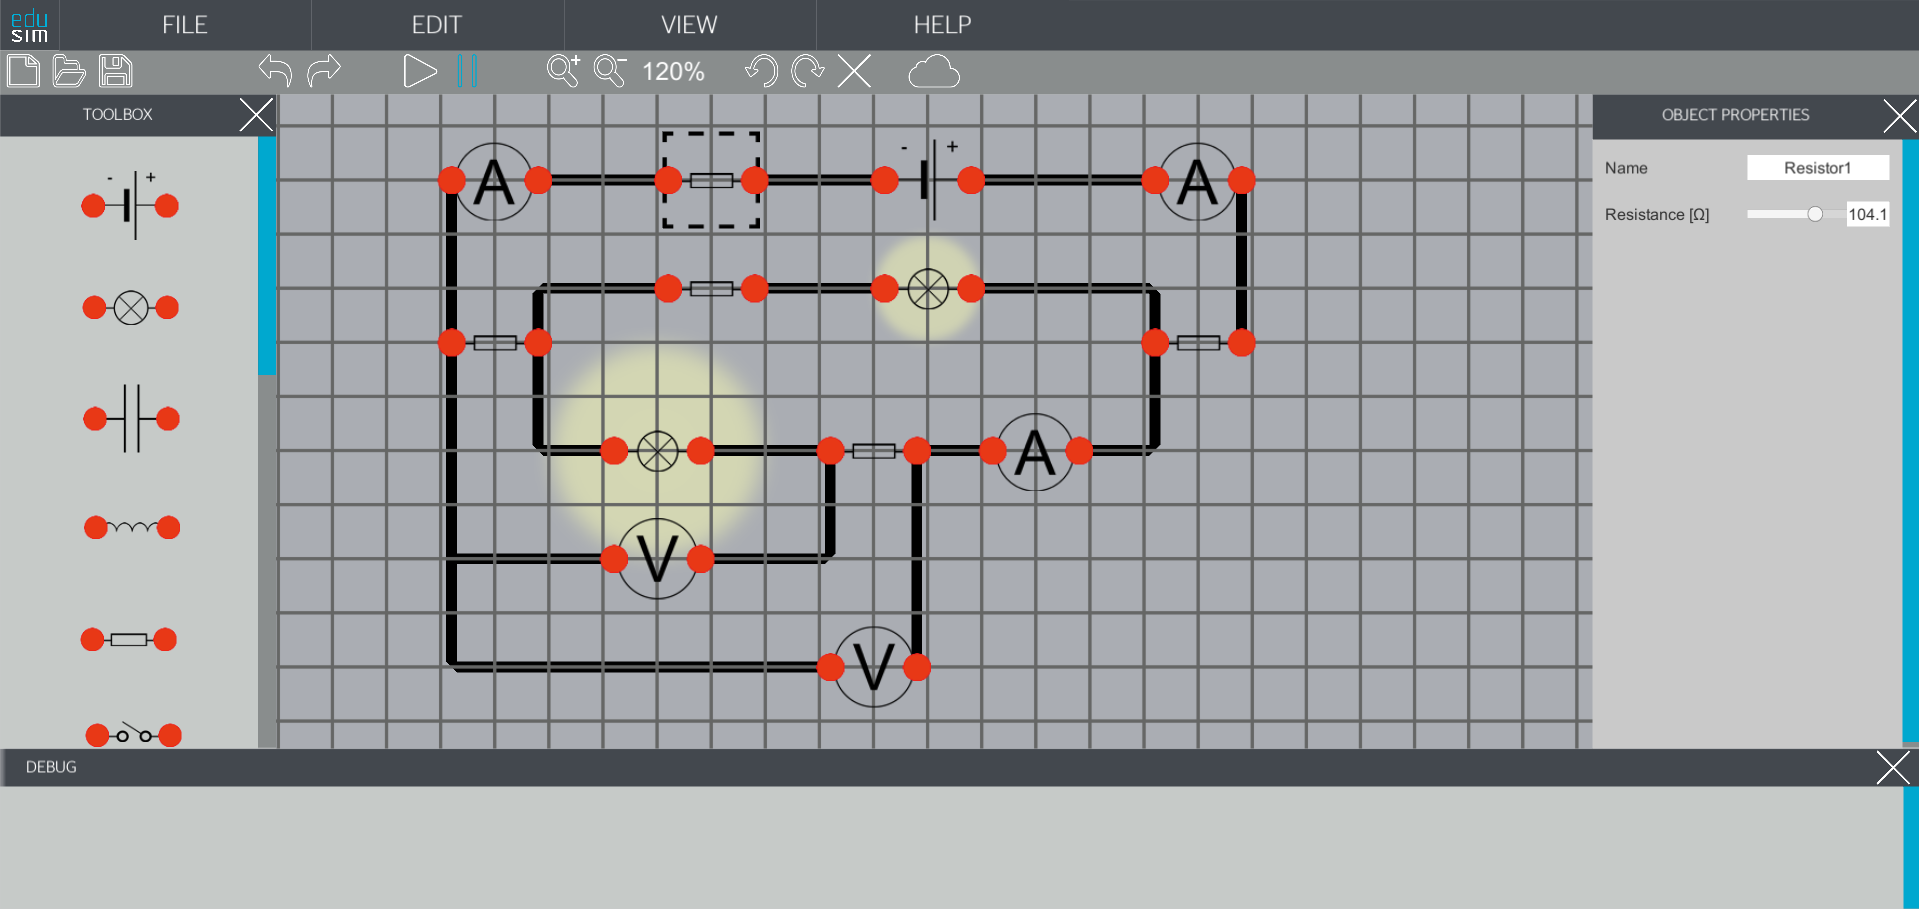 edu
sim
FILE
EDIT
VIEW
HELP
120%
TOOLBOX
- +
A
- +
A
A
V
V
OBJECT PROPERTIES
Name
Resistor1
Resistance [Ω]
104.1
- +
DEBUG